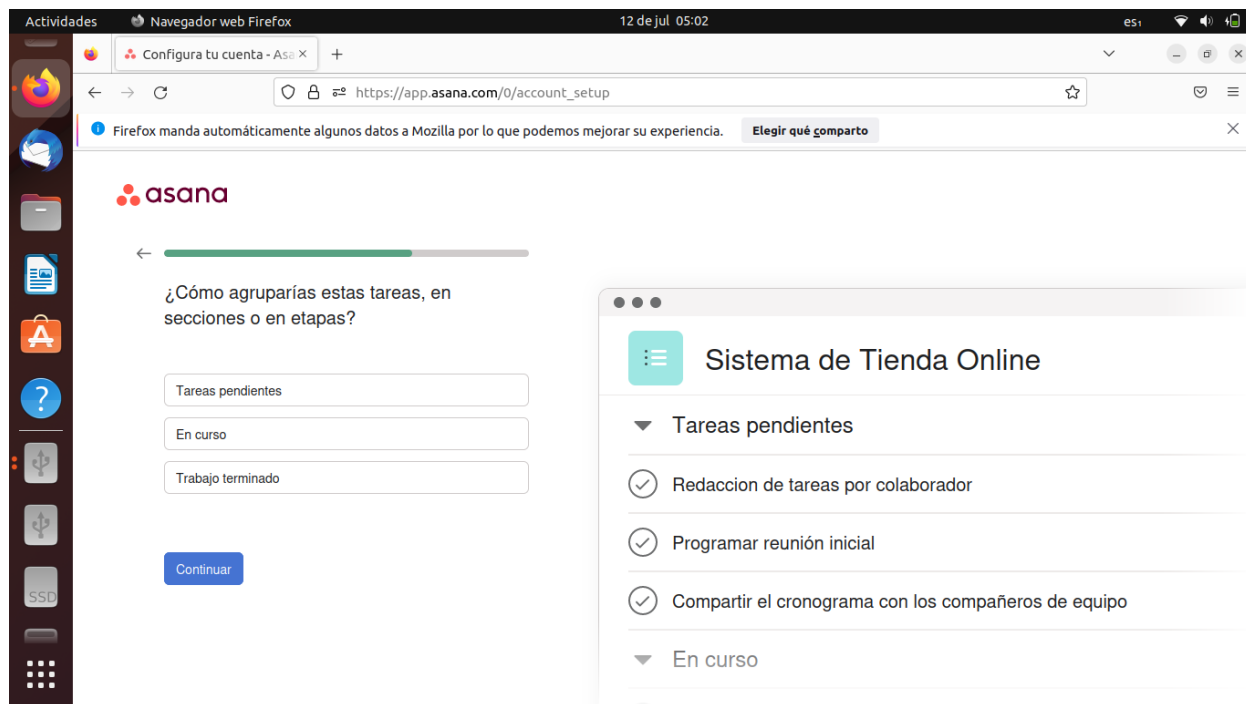 Actividades Navegador web Firefox 12 de jul 05:02 es₁
Configura tu cuenta - Asa
https://app.asana.com/0/account_setup
Firefox manda automáticamente algunos datos a Mozilla por lo que podemos mejorar su experiencia. Elegir qué comparto
asana
¿Cómo agruparías estas tareas, en
secciones o en etapas?
Tareas pendientes
En curso
Trabajo terminado
Continuar
Sistema de Tienda Online
Tareas pendientes
Redaccion de tareas por colaborador
Programar reunión inicial
Compartir el cronograma con los compañeros de equipo
En curso
SSD